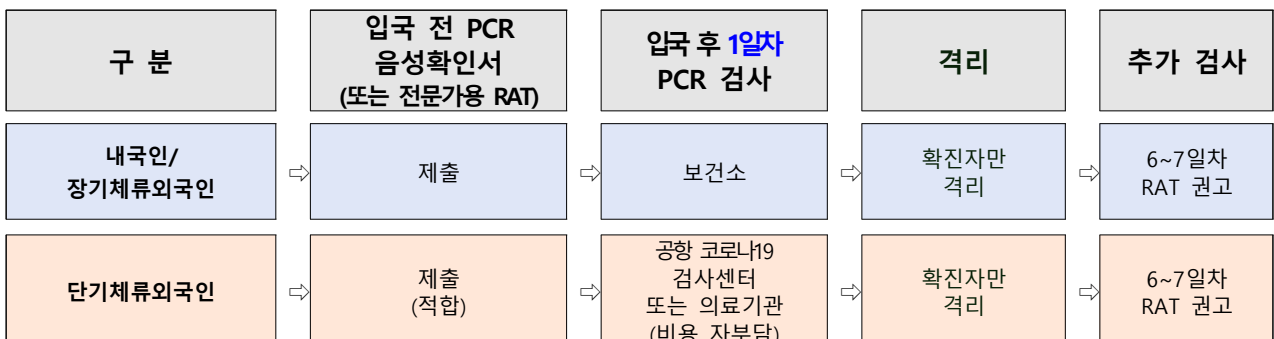 구 분
입국 전 PCR
음성확인서
(또는 전문가용 RAT)
입국 후 1일차
PCR 검사
격리
추가 검사
내국인/
장기체류외국인
⇨
제출
⇨
보건소
⇨
확진자만
격리
⇨
6~7일차
RAT 권고
단기체류외국인
⇨
제출
(적합)
⇨
공항 코로나19
검사센터
또는 의료기관
(비용 자부담)
⇨
확진자만
격리
⇨
6~7일차
RAT 권고